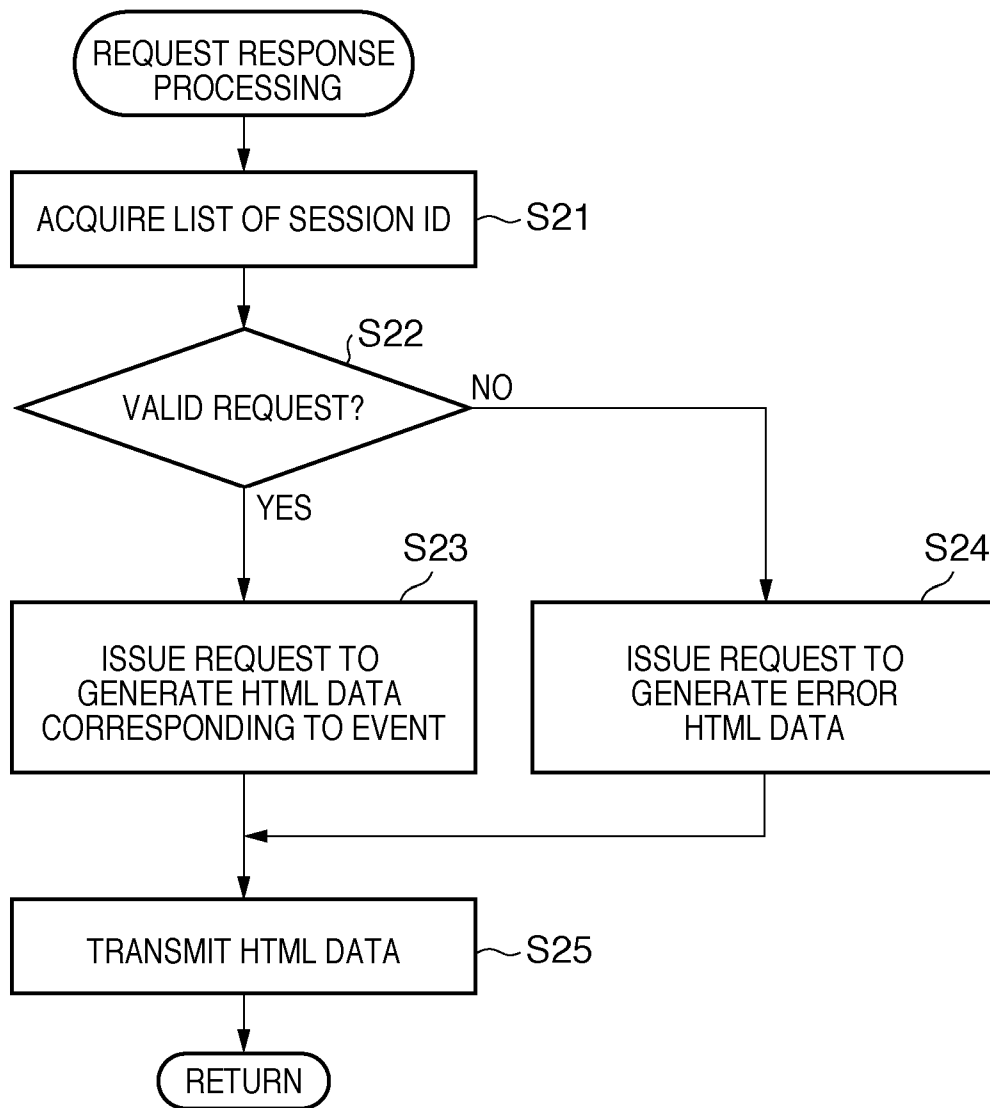 REQUEST RESPONSE
PROCESSING
ACQUIRE LIST OF SESSION ID
S21
S22
VALID REQUEST?
NO
YES
S23
ISSUE REQUEST TO
GENERATE HTML DATA
CORRESPONDING TO EVENT
S24
ISSUE REQUEST TO
GENERATE ERROR
HTML DATA
TRANSMIT HTML DATA
S25
RETURN